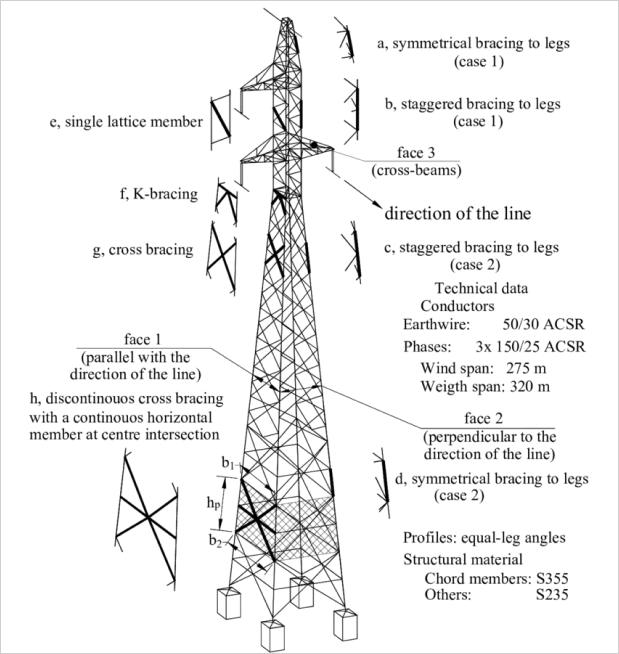 a, symmetrical bracing to legs
(case 1)
b, staggered bracing to legs
(case 1)
e, single lattice member
face 3
(cross-beams)
f, K-bracing
direction of the line
g, cross bracing
c, staggered bracing to legs
(case 2)
Technical data
Conductors
Earthwire: 50/30 ACSR
Phases: 3x 150/25 ACSR
Wind span: 275 m
Weigth span: 320 m
face 1
(parallel with the
direction of the line)
h, discontinouos cross bracing
with a continouos horizontal
member at centre intersection
face 2
(perpendicular to the
direction of the line)
b1
hp
b2
d, symmetrical bracing to legs
(case 2)
Profiles: equal-leg angles
Structural material
Chord members: S355
Others: S235